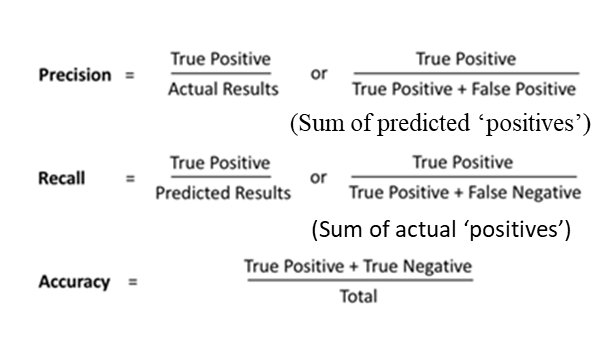 Precision = True Positive / Actual Results or True Positive / True Positive + False Positive
(Sum of predicted ‘positives’)
Recall = True Positive / Predicted Results or True Positive / True Positive + False Negative
(Sum of actual ‘positives’)
Accuracy = True Positive + True Negative / Total